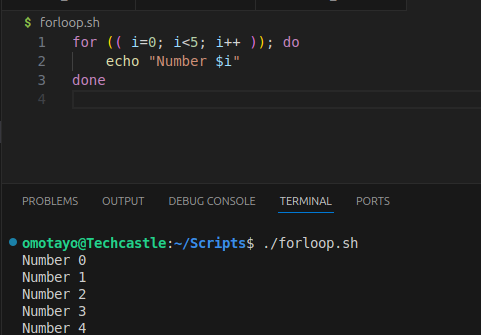 $ forloop.sh
1 for (( i=0; i<5; i++ )); do
2     echo "Number $i"
3 done
4
PROBLEMS OUTPUT DEBUG CONSOLE TERMINAL PORTS
omotayo@Techcastle:~/Scripts$ ./forloop.sh
Number 0
Number 1
Number 2
Number 3
Number 4